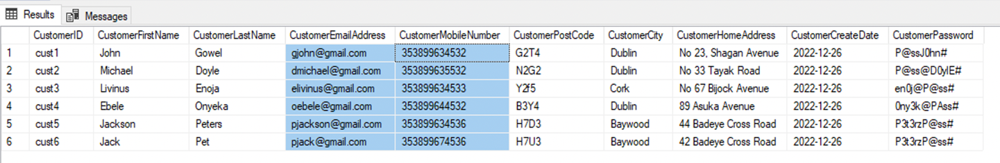 Results Messages
CustomerID CustomerFirstName CustomerLastName CustomerEmailAddress CustomerMobileNumber CustomerPostCode CustomerCity CustomerHomeAddress CustomerCreateDate CustomerPassword
1 cust1 John Gowel gjohn@gmail.com 353899634532 G2T4 Dublin No 23, Shagan Avenue 2022-12-26 P@ssJ0hn#
2 cust2 Michael Doyle dmichael@gmail.com 353899635532 N2G2 Dublin No 33 Tayak Road 2022-12-26 P@ss@D0ylE#
3 cust3 Livinus Enoja elivinus@gmail.com 353899634533 Y2f5 Cork No 67 Bijock Avenue 2022-12-26 en0j@P@ss#
4 cust4 Ebele Onyeka oebele@gmail.com 353899644532 B3Y4 Dublin 89 Asuka Avenue 2022-12-26 0ny3k@PAss#
5 cust5 Jackson Peters pjackson@gmail.com 353899634536 H7D3 Baywood 44 Badeye Cross Road 2022-12-26 P3t3rzP@ss#
6 cust6 Jack Pet pjack@gmail.com 353899674536 H7U3 Baywood 42 Badeye Cross Road 2022-12-26 P3t3rzP@ss#